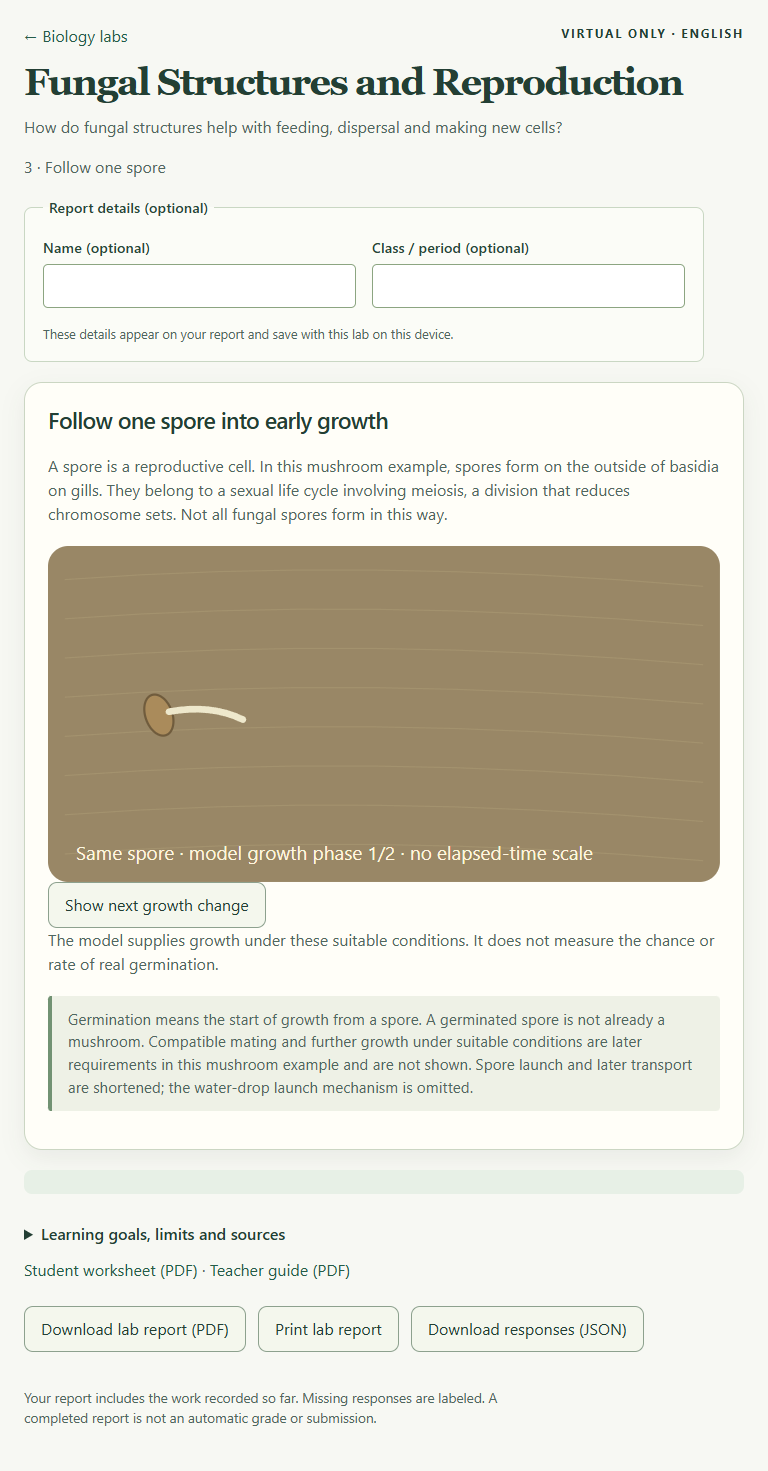 ← Biology labs
VIRTUAL ONLY · ENGLISH
Fungal Structures and Reproduction
How do fungal structures help with feeding, dispersal and making new cells?
3 · Follow one spore
Report details (optional)
Name (optional)
Class / period (optional)
These details appear on your report and save with this lab on this device.
Follow one spore into early growth
A spore is a reproductive cell. In this mushroom example, spores form on the outside of basidia
on gills. They belong to a sexual life cycle involving meiosis, a division that reduces
chromosome sets. Not all fungal spores form in this way.
Same spore · model growth phase 1/2 · no elapsed-time scale
Show next growth change
The model supplies growth under these suitable conditions. It does not measure the chance or
rate of real germination.
Germination means the start of growth from a spore. A germinated spore is not already a
mushroom. Compatible mating and further growth under suitable conditions are later
requirements in this mushroom example and are not shown. Spore launch and later transport
are shortened; the water-drop launch mechanism is omitted.
▶ Learning goals, limits and sources
Student worksheet (PDF) · Teacher guide (PDF)
Download lab report (PDF)
Print lab report
Download responses (JSON)
Your report includes the work recorded so far. Missing responses are labeled. A
completed report is not an automatic grade or submission.